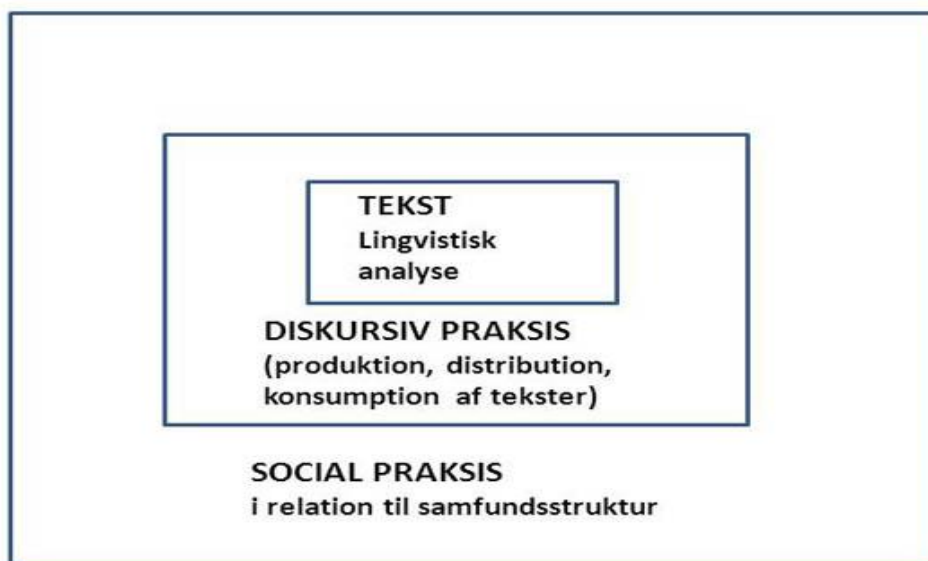 TEKST
Lingvistisk
analyse
DISKURSIV PRAKSIS
(produktion, distribution,
konsumption af tekster)
SOCIAL PRAKSIS
i relation til samfundsstruktur